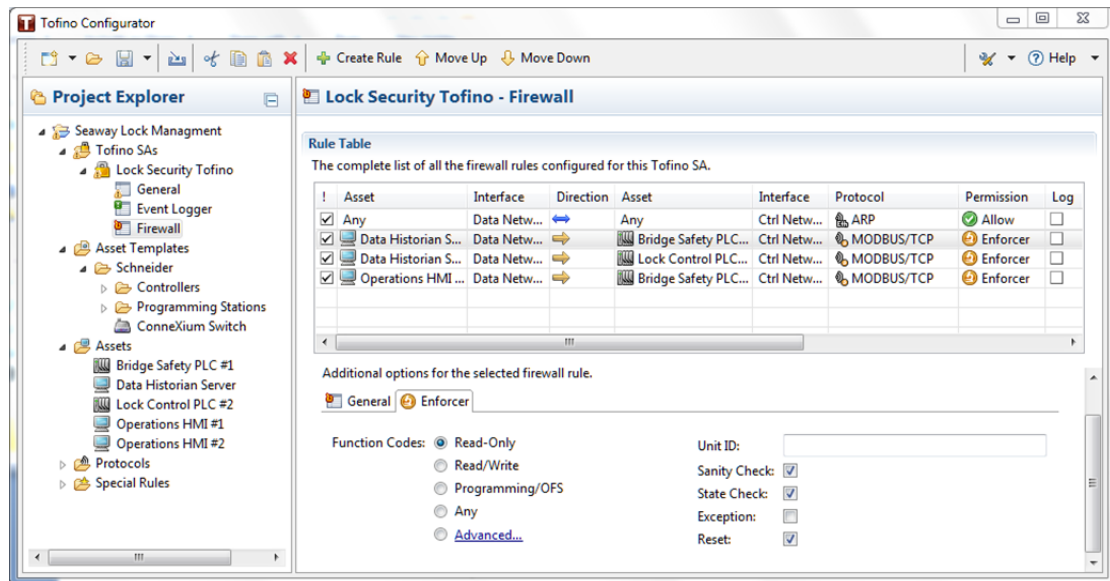 Tofino Configurator
Create Rule Move Up Move Down Help
Project Explorer
Seaway Lock Managment
Tofino SAs
Lock Security Tofino
General
Event Logger
Firewall
Asset Templates
Schneider
Controllers
Programming Stations
ConneXium Switch
Assets
Bridge Safety PLC #1
Data Historian Server
Lock Control PLC #2
Operations HMI #1
Operations HMI #2
Protocols
Special Rules
Lock Security Tofino - Firewall
Rule Table
The complete list of all the firewall rules configured for this Tofino SA.
! Asset Interface Direction Asset Interface Protocol Permission Log
Any Data Netw... Any Ctrl Netw... ARP Allow
Data Historian S... Data Netw... Bridge Safety PLC... Ctrl Netw... MODBUS/TCP Enforcer
Data Historian S... Data Netw... Lock Control PLC... Ctrl Netw... MODBUS/TCP Enforcer
Operations HMI ... Data Netw... Bridge Safety PLC... Ctrl Netw... MODBUS/TCP Enforcer
Additional options for the selected firewall rule.
General Enforcer
Function Codes: Read-Only Unit ID:
Read/Write Sanity Check:
Programming/OFS State Check:
Any Exception:
Advanced... Reset: